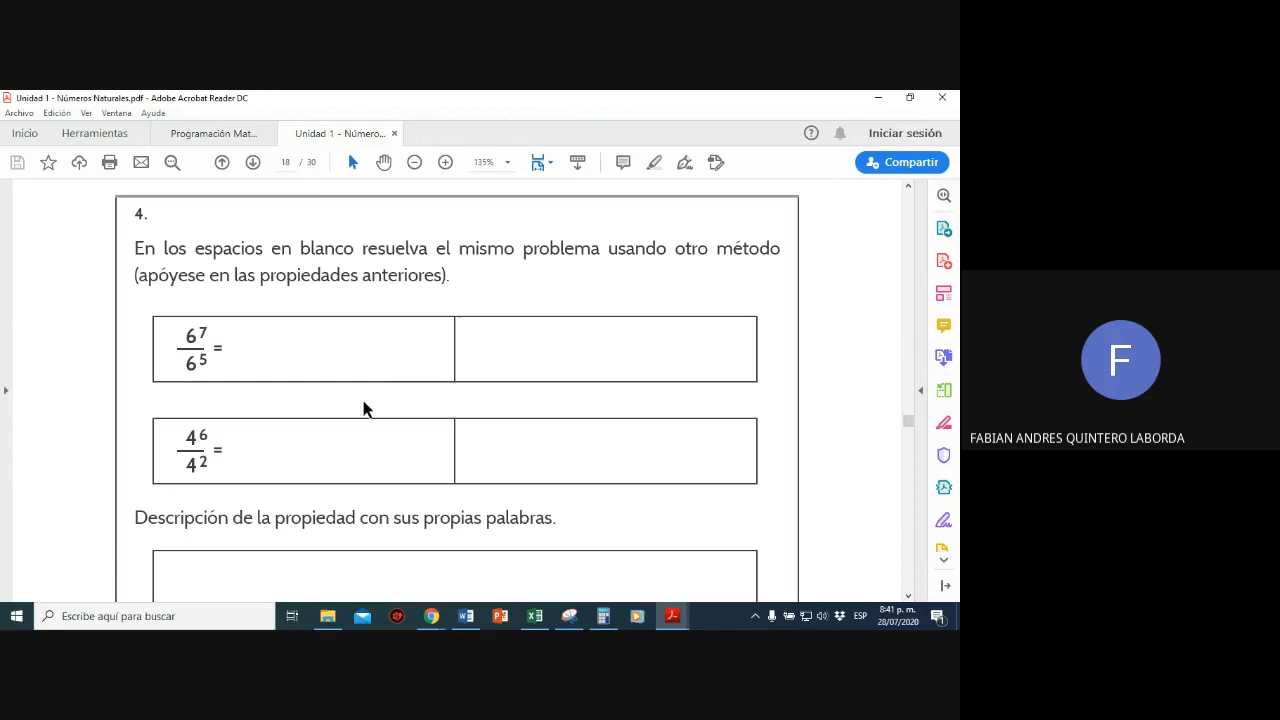 Unidad 1 - Números Naturales.pdf - Adobe Acrobat Reader DC
Archivo Edición Ver Ventana Ayuda
Inicio Herramientas Programación Mat... Unidad 1 - Número... × Iniciar sesión
18 / 30 135% Compartir
4.
En los espacios en blanco resuelva el mismo problema usando otro método
(apóyese en las propiedades anteriores).
6⁷
6⁵ =
4⁶
4² =
Descripción de la propiedad con sus propias palabras.
F
FABIAN ANDRES QUINTERO LABORDA
Escribe aquí para buscar
ESP
8:41 p. m.
28/07/2020
1